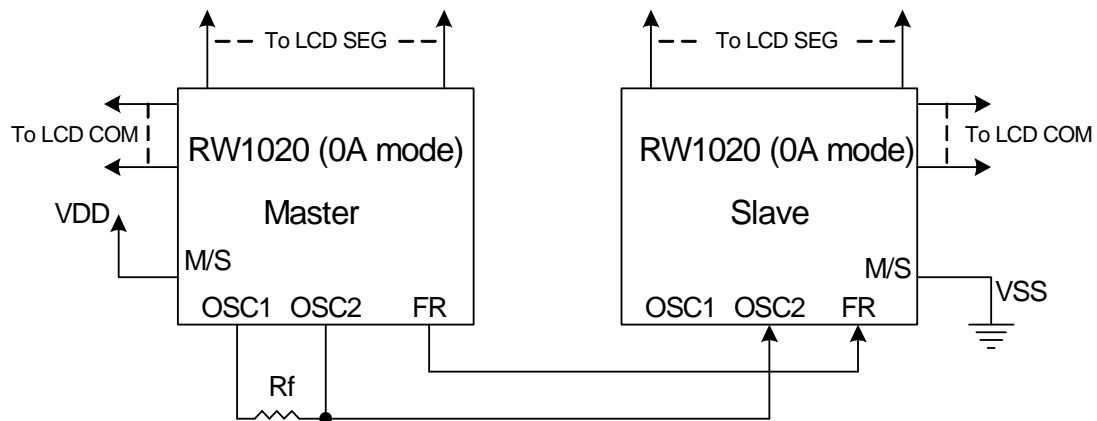 To LCD SEG
To LCD SEG
To LCD COM
RW1020 (0A mode)
Master
VDD
M/S
OSC1 OSC2 FR
Rf
RW1020 (0A mode)
Slave
To LCD COM
M/S
VSS
OSC1 OSC2 FR